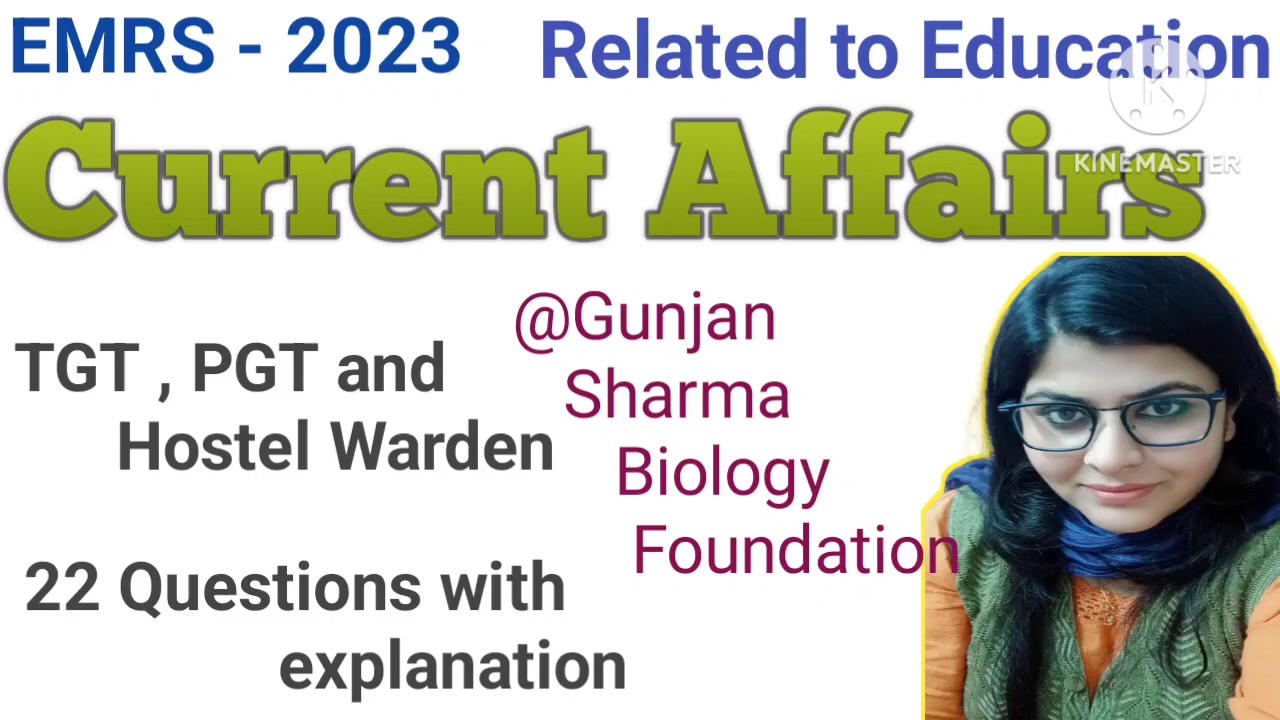 EMRS - 2023
Related to Education
Current Affairs
KINEMASTER
@Gunjan
Sharma
Biology
Foundation
TGT , PGT and
Hostel Warden
22 Questions with
explanation